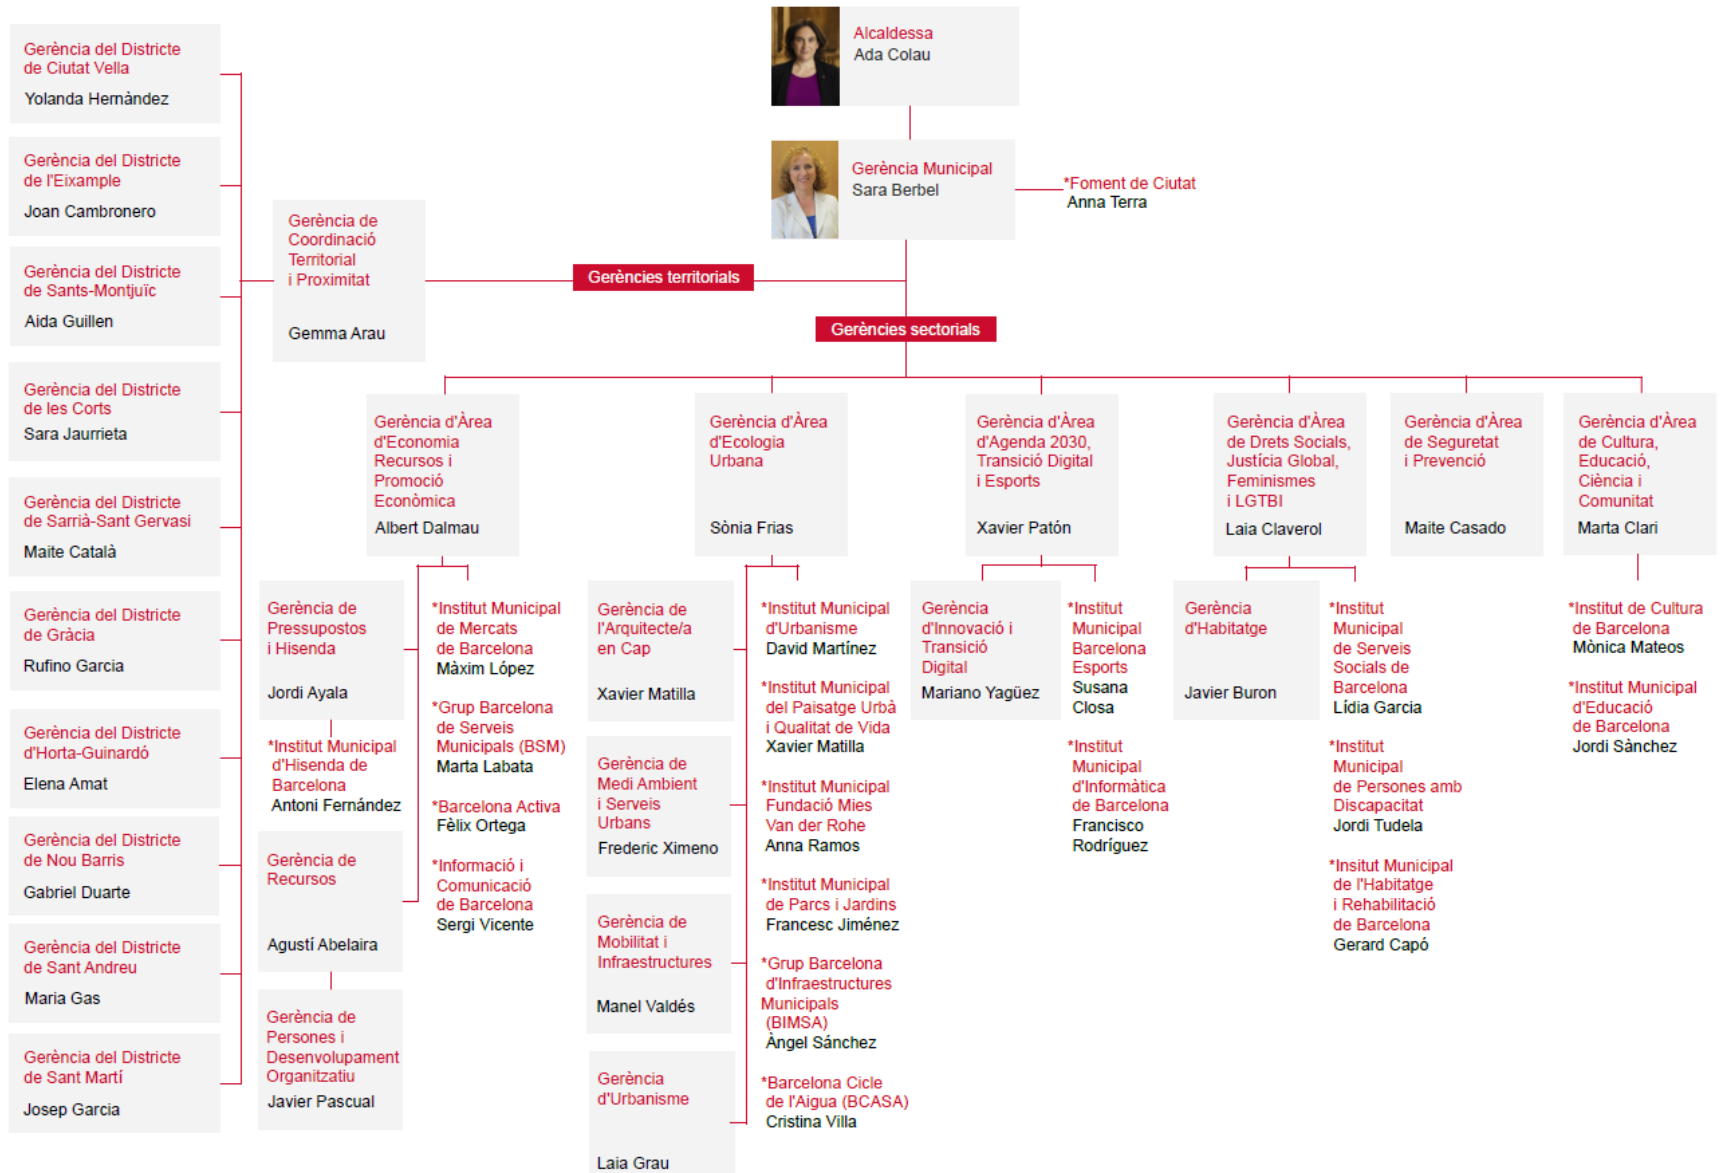 Alcaldessa
Ada Colau
Gerència Municipal
Sara Berbel
*Foment de Ciutat
Anna Terra
Gerències territorials
Gerències sectorials
Gerència de
Coordinació
Territorial
i Proximitat
Gemma Arau
Gerència del Districte
de Ciutat Vella
Yolanda Hernàndez
Gerència del Districte
de l'Eixample
Joan Cambronero
Gerència del Districte
de Sants-Montjuïc
Aida Guillen
Gerència del Districte
de les Corts
Sara Jaurrieta
Gerència del Districte
de Sarrià-Sant Gervasi
Maite Català
Gerència del Districte
de Gràcia
Rufino Garcia
Gerència del Districte
d'Horta-Guinardó
Elena Amat
Gerència del Districte
de Nou Barris
Gabriel Duarte
Gerència del Districte
de Sant Andreu
Maria Gas
Gerència del Districte
de Sant Martí
Josep Garcia
Gerència d'Àrea
d'Economia
Recursos i
Promoció
Econòmica
Albert Dalmau
Gerència de
Pressupostos
i Hisenda
Jordi Ayala
*Institut Municipal
d'Hisenda de
Barcelona
Antoni Fernández
Gerència de
Recursos
Agustí Abelaira
Gerència de
Persones i
Desenvolupament
Organitzatiu
Javier Pascual
*Institut Municipal
de Mercats
de Barcelona
Màxim López
*Grup Barcelona
de Serveis
Municipals (BSM)
Marta Labata
*Barcelona Activa
Fèlix Ortega
*Informació i
Comunicació
de Barcelona
Sergi Vicente
Gerència d'Àrea
d'Ecologia
Urbana
Sònia Frias
Gerència de
l'Arquitecte/a
en Cap
Xavier Matilla
Gerència de
Medi Ambient
i Serveis
Urbans
Frederic Ximeno
Gerència de
Mobilitat i
Infraestructures
Manel Valdés
Gerència
d'Urbanisme
Laia Grau
*Institut Municipal
d'Urbanisme
David Martínez
*Institut Municipal
del Paisatge Urbà
i Qualitat de Vida
Xavier Matilla
*Institut Municipal
Fundació Mies
Van der Rohe
Anna Ramos
*Institut Municipal
de Parcs i Jardins
Francesc Jiménez
*Grup Barcelona
d'Infraestructures
Municipals
(BIMSA)
Àngel Sánchez
*Barcelona Cicle
de l'Aigua (BCASA)
Cristina Villa
Gerència d'Àrea
d'Agenda 2030,
Transició Digital
i Esports
Xavier Patón
Gerència
d'Innovació i
Transició
Digital
Mariano Yagüez
*Institut
Municipal
Barcelona
Esports
Susana
Closa
*Institut
Municipal
d'Informàtica
de Barcelona
Francisco
Rodríguez
Gerència d'Àrea
de Drets Socials,
Justícia Global,
Feminismes
i LGTBI
Laia Claverol
Gerència
d'Habitatge
Javier Buron
*Institut
Municipal
de Serveis
Socials de
Barcelona
Lídia Garcia
*Institut
Municipal
de Persones amb
Discapacitat
Jordi Tudela
*Insitut Municipal
de l'Habitatge
i Rehabilitació
de Barcelona
Gerard Capó
Gerència d'Àrea
de Seguretat
i Prevenció
Maite Casado
Gerència d'Àrea
de Cultura,
Educació,
Ciència i
Comunitat
Marta Clari
*Institut de Cultura
de Barcelona
Mònica Mateos
*Institut Municipal
d'Educació
de Barcelona
Jordi Sànchez